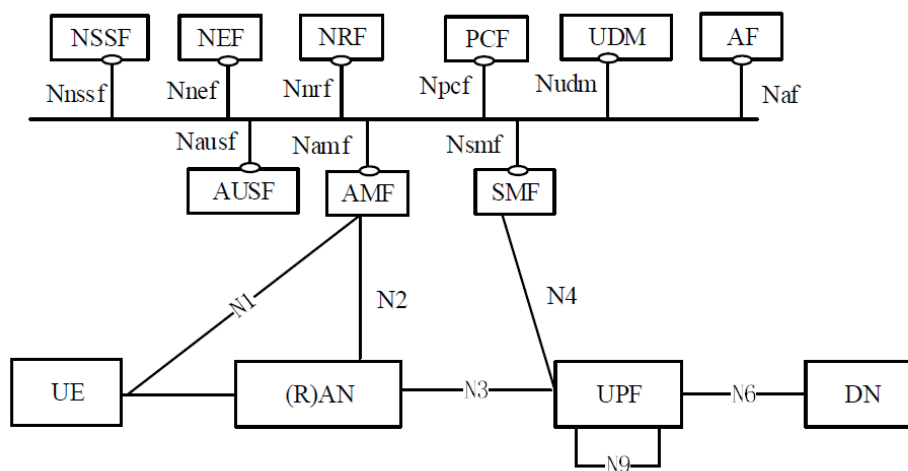 NSSF NEF NRF PCF UDM AF
Nnssf Nnef Nnrf Npcf Nudm Naf
Nausf Namf Nsmf
AUSF AMF SMF
N1 N2 N4
UE (R)AN N3 UPF N6 DN
N9